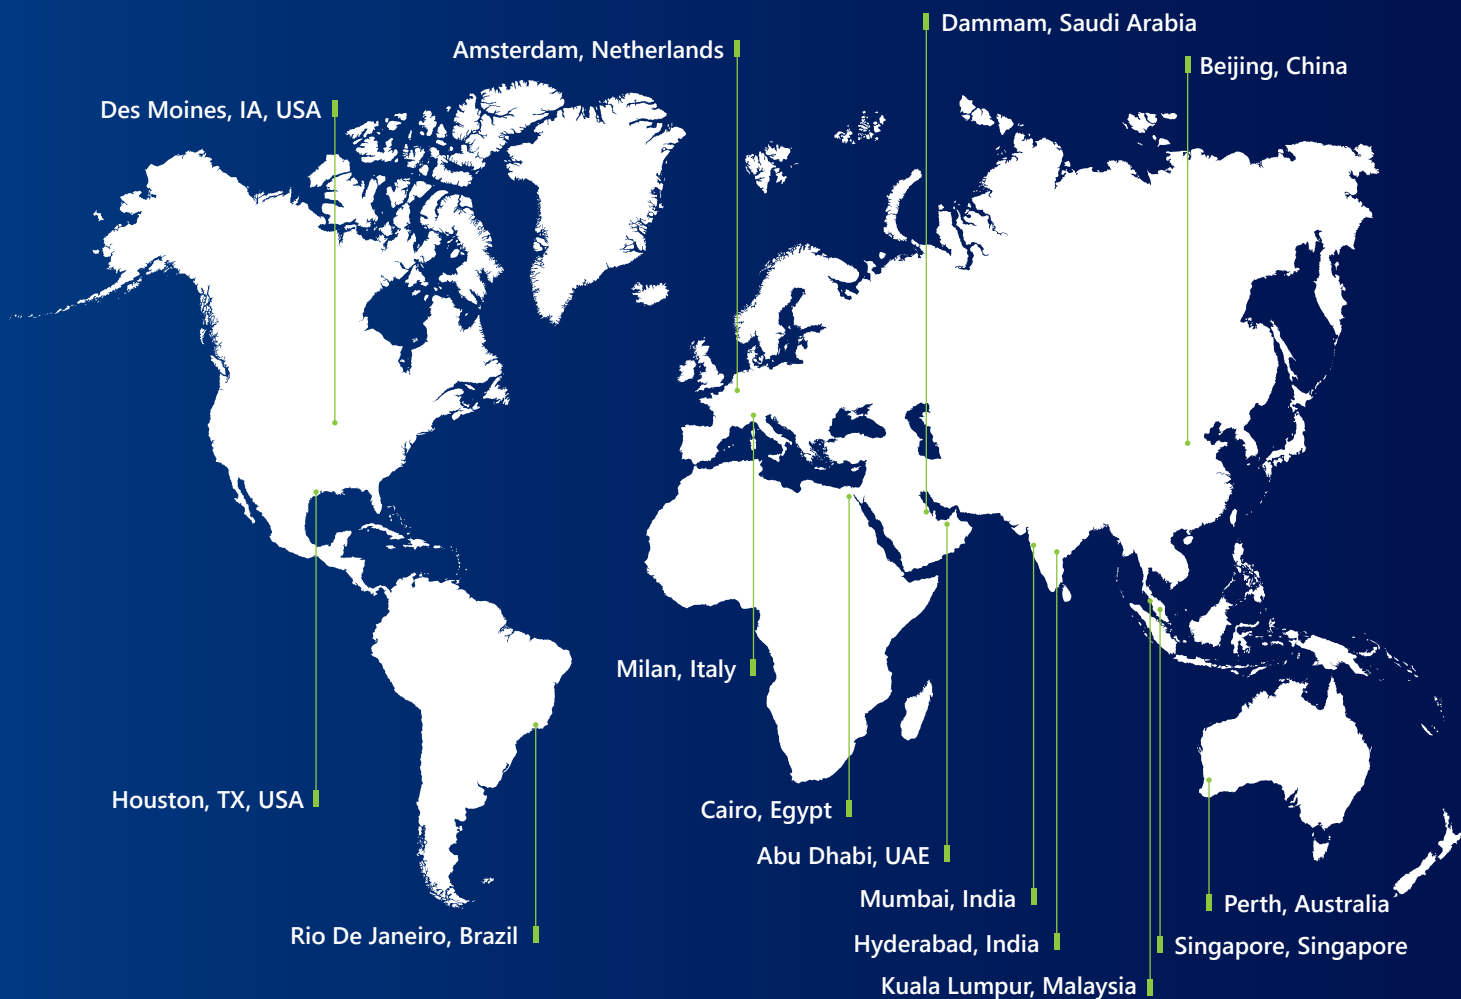 Dammam, Saudi Arabia
Amsterdam, Netherlands
Beijing, China
Des Moines, IA, USA
Milan, Italy
Houston, TX, USA
Cairo, Egypt
Abu Dhabi, UAE
Mumbai, India
Perth, Australia
Rio De Janeiro, Brazil
Hyderabad, India
Singapore, Singapore
Kuala Lumpur, Malaysia